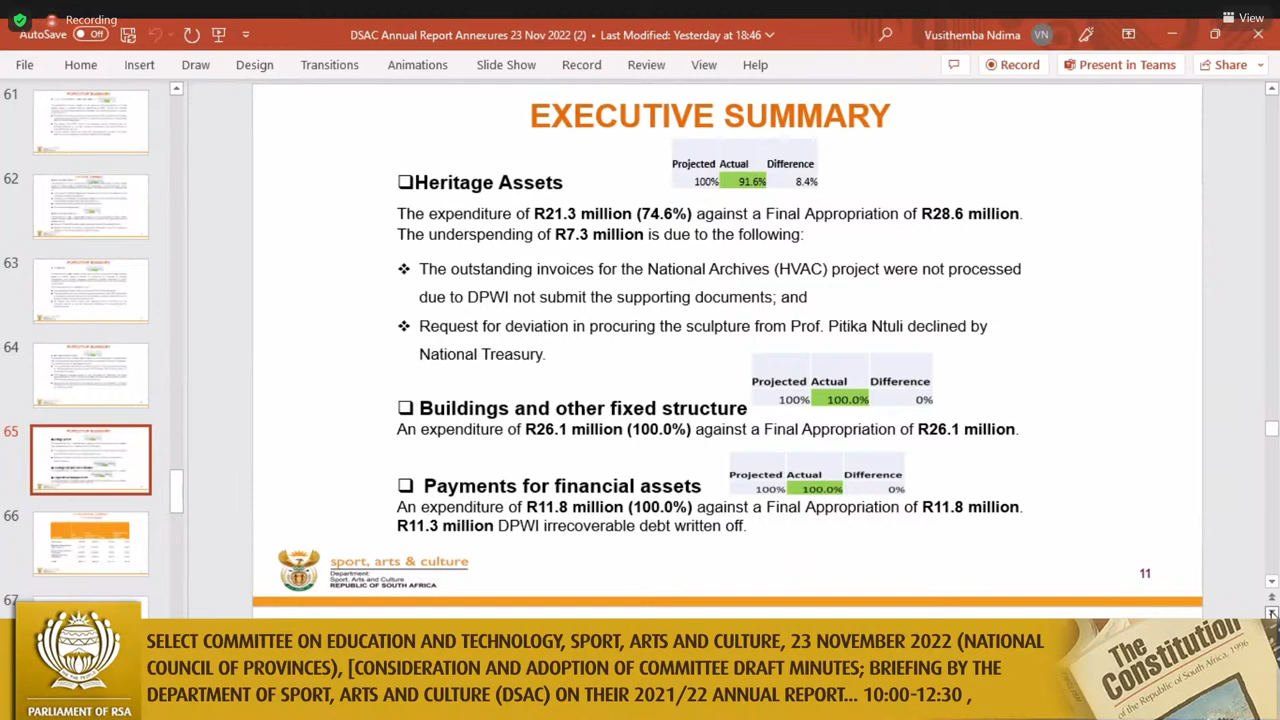 Recording
View
AutoSave Off
DSAC Annual Report Annexures 23 Nov 2022 (2) • Last Modified: Yesterday at 18:46
Vusithemba Ndima VN
File Home Insert Draw Design Transitions Animations Slide Show Record Review View Help
Record
Present in Teams
Share
61
62
63
64
65
66
67
EXECUTIVE SUMMARY
Projected Actual Difference
100% 91.6% 8.4%
❑Heritage Assets
The expenditure of R21.3 million (74.6%) against a Final Appropriation of R28.6 million.
The underspending of R7.3 million is due to the following:
❖ The outstanding invoices for the National Archives (HVAC) project were not processed
due to DPWI not submit the supporting documents; and
❖ Request for deviation in procuring the sculpture from Prof. Pitika Ntuli declined by
National Treasury.
Projected Actual Difference
100% 100.0% 0%
❑ Buildings and other fixed structure
An expenditure of R26.1 million (100.0%) against a Final Appropriation of R26.1 million.
Projected Actual Difference
100% 100.0% 0%
❑ Payments for financial assets
An expenditure of R11.8 million (100.0%) against a Final Appropriation of R11.8 million.
R11.3 million DPWI irrecoverable debt written off.
sport, arts & culture
Department:
Sport, Arts and Culture
REPUBLIC OF SOUTH AFRICA
11
SELECT COMMITTEE ON EDUCATION AND TECHNOLOGY, SPORT, ARTS AND CULTURE, 23 NOVEMBER 2022 (NATIONAL
COUNCIL OF PROVINCES), [CONSIDERATION AND ADOPTION OF COMMITTEE DRAFT MINUTES; BRIEFING BY THE
DEPARTMENT OF SPORT, ARTS AND CULTURE (DSAC) ON THEIR 2021/22 ANNUAL REPORT... 10:00-12:30 ,
PARLIAMENT OF RSA
The
Constitution
of the Republic of South Africa, 1996